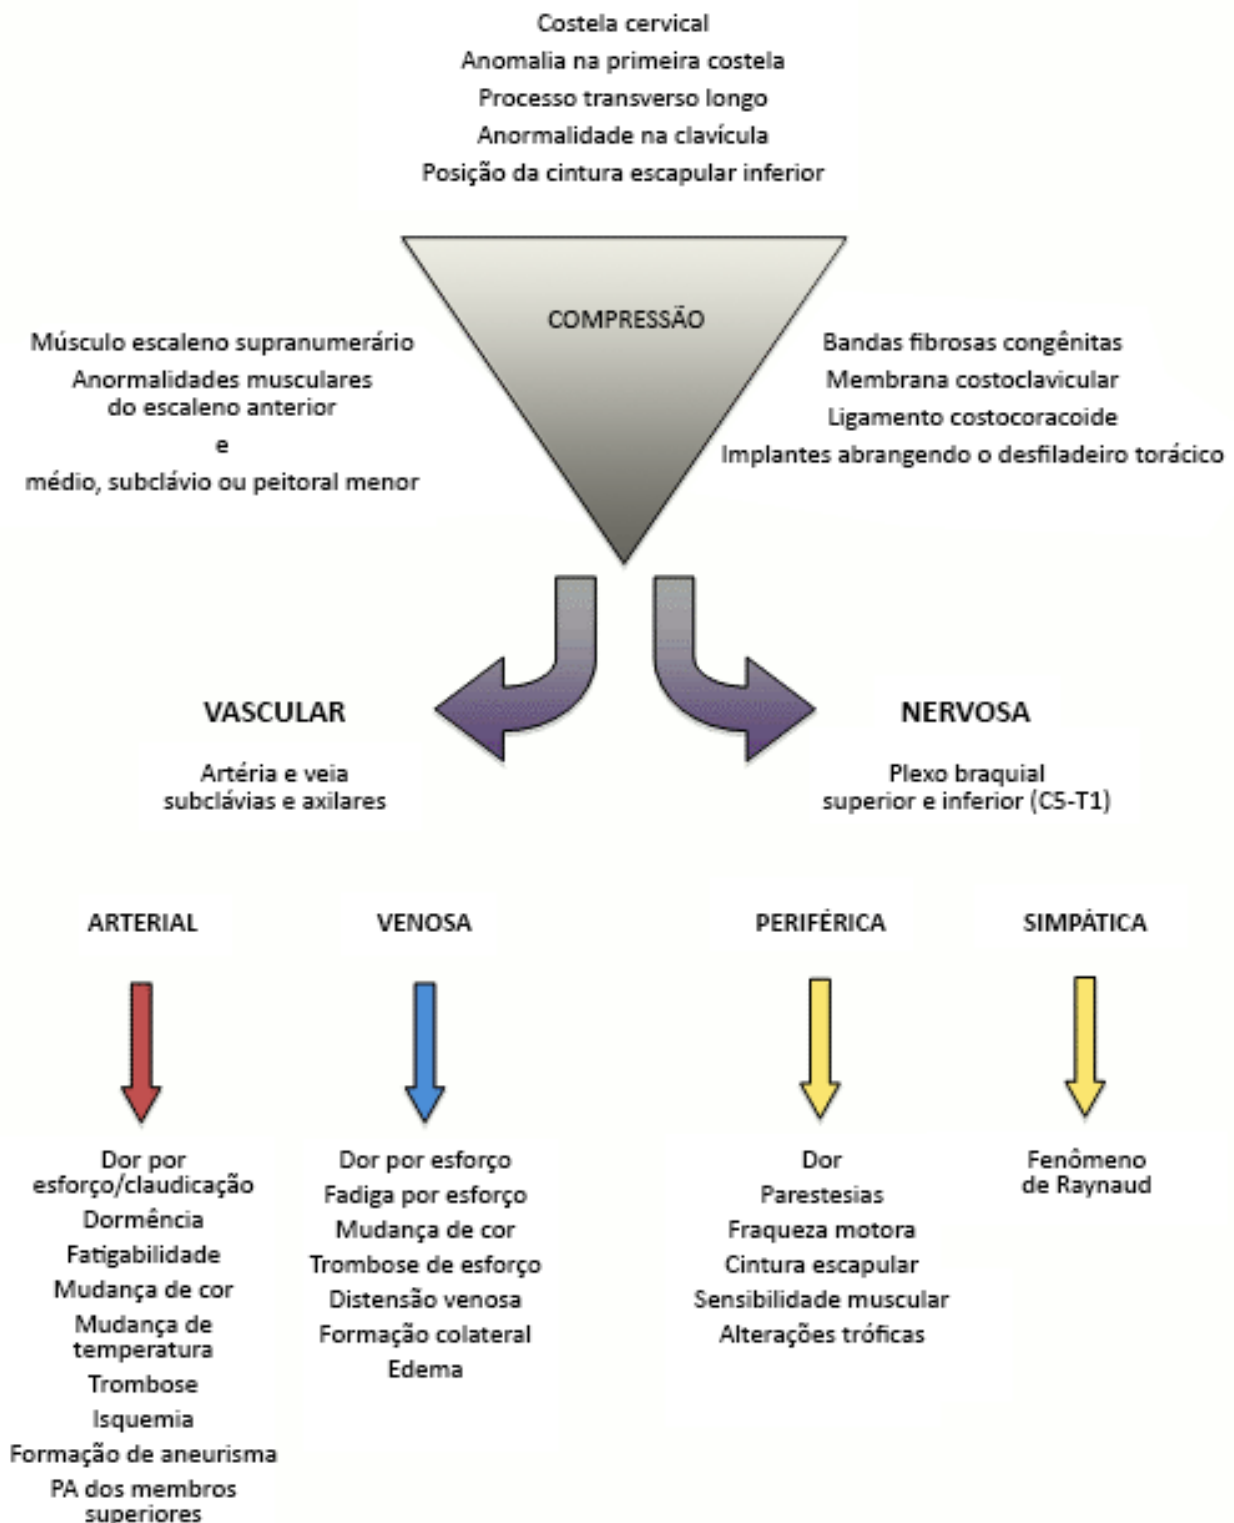 Costela cervical
Anomalia na primeira costela
Processo transverso longo
Anormalidade na clavícula
Posição da cintura escapular inferior
COMPRESSÃO
Músculo escaleno supranumerário
Anormalidades musculares
do escaleno anterior
e
médio, subclávio ou peitoral menor
Bandas fibrosas congênitas
Membrana costoclavicular
Ligamento costocoracoide
Implantes abrangendo o desfiladeiro torácico
VASCULAR
Artéria e veia
subclávias e axilares
NERVOSA
Plexo braquial
superior e inferior (C5-T1)
ARTERIAL
Dor por
esforço/claudicação
Dormência
Fatigabilidade
Mudança de cor
Mudança de
temperatura
Trombose
Isquemia
Formação de aneurisma
PA dos membros
superiores
VENOSA
Dor por esforço
Fadiga por esforço
Mudança de cor
Trombose de esforço
Distensão venosa
Formação colateral
Edema
PERIFÉRICA
Dor
Parestesias
Fraqueza motora
Cintura escapular
Sensibilidade muscular
Alterações tróficas
SIMPÁTICA
Fenômeno
de Raynaud